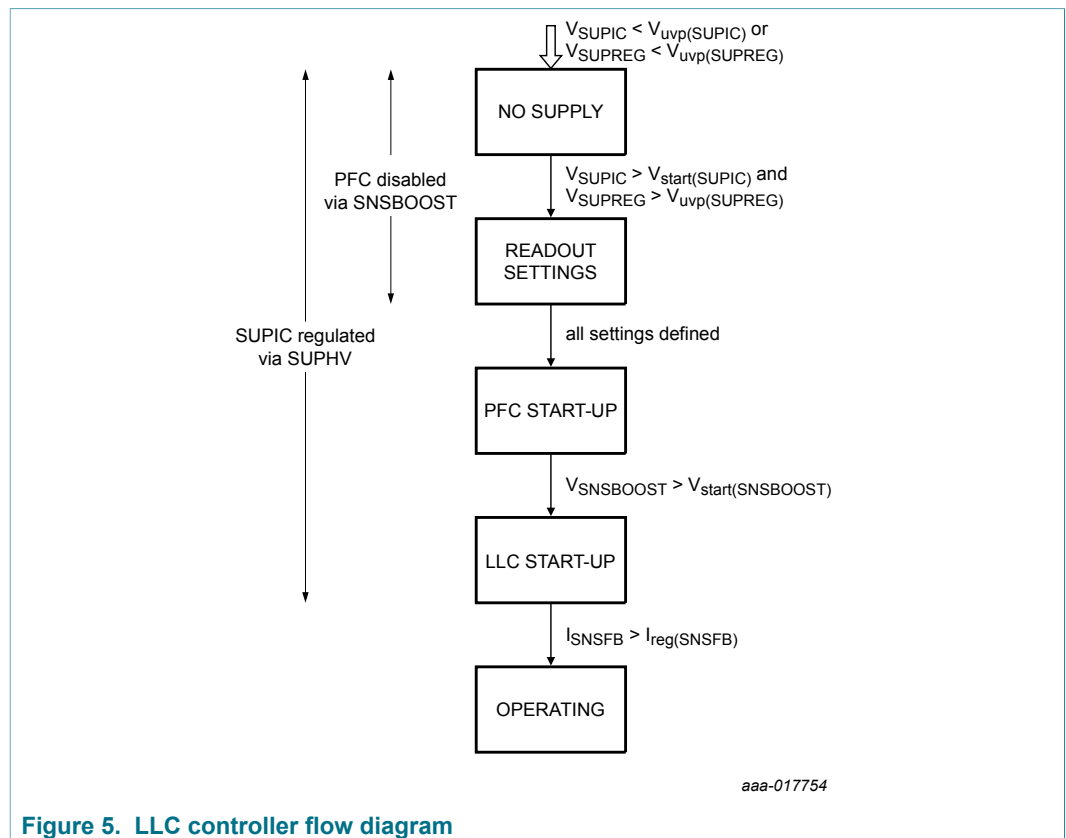 VSUPIC < Vuvp(SUPIC) or
VSUPREG < Vuvp(SUPREG)
NO SUPPLY
PFC disabled
via SNSBOOST
VSUPIC > Vstart(SUPIC) and
VSUPREG > Vuvp(SUPREG)
READOUT
SETTINGS
SUPIC regulated
via SUPHV
all settings defined
PFC START-UP
VSNSBOOST > Vstart(SNSBOOST)
LLC START-UP
ISNSFB > Ireg(SNSFB)
OPERATING
aaa-017754
Figure 5. LLC controller flow diagram